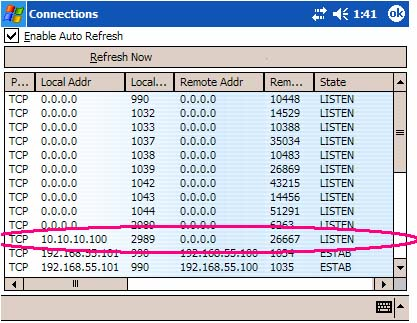 Connections 1:41 ok
Enable Auto Refresh
Refresh Now
P... Local Addr Local... Remote Addr Rem... State
TCP 0.0.0.0 990 0.0.0.0 10448 LISTEN
TCP 0.0.0.0 1032 0.0.0.0 14529 LISTEN
TCP 0.0.0.0 1033 0.0.0.0 10388 LISTEN
TCP 0.0.0.0 1037 0.0.0.0 35034 LISTEN
TCP 0.0.0.0 1038 0.0.0.0 10483 LISTEN
TCP 0.0.0.0 1039 0.0.0.0 26869 LISTEN
TCP 0.0.0.0 1042 0.0.0.0 43215 LISTEN
TCP 0.0.0.0 1043 0.0.0.0 14456 LISTEN
TCP 0.0.0.0 1044 0.0.0.0 51291 LISTEN
TCP 0.0.0.0 2989 0.0.0.0 6263 LISTEN
TCP 10.10.10.100 2989 0.0.0.0 26667 LISTEN
TCP 192.168.55.101 990 192.168.55.100 1034 ESTAB
TCP 192.168.55.101 990 192.168.55.100 1035 ESTAB